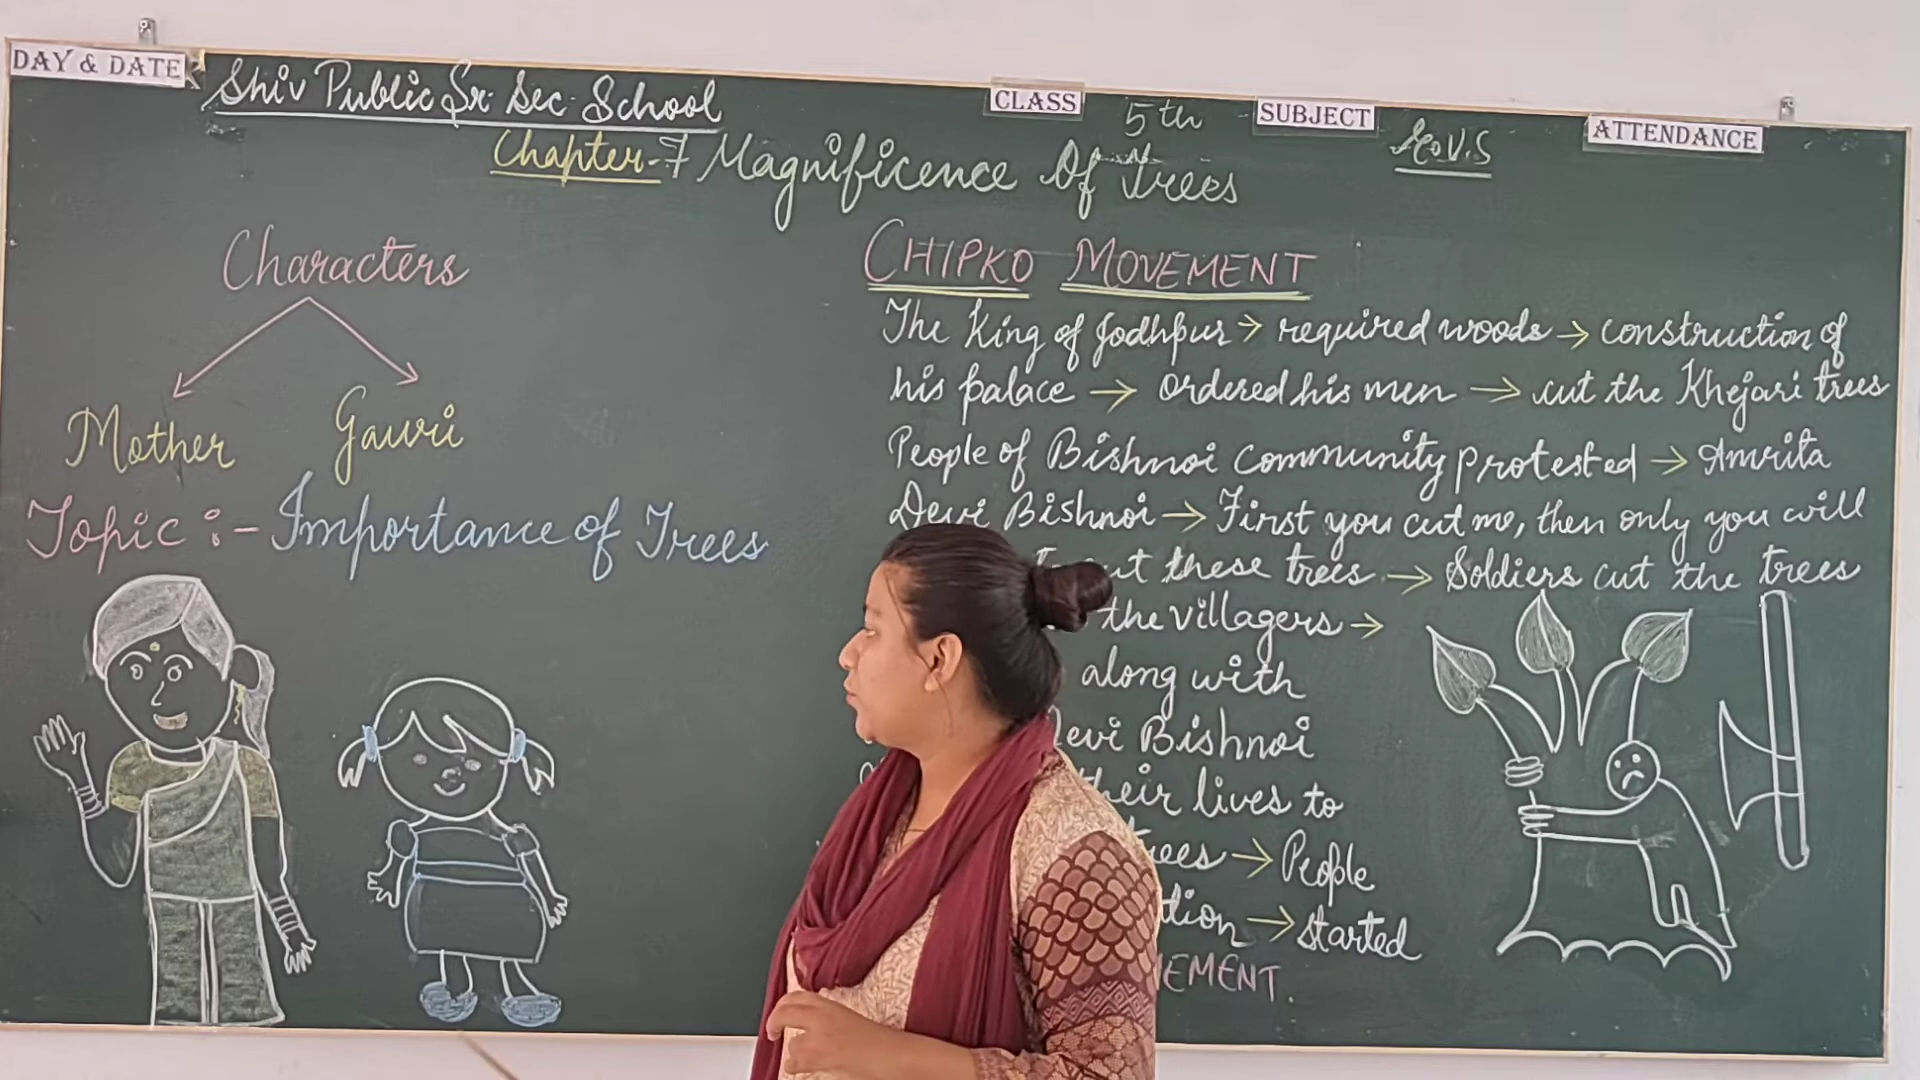 DAY & DATE
Shiv Public Sr. Sec. School
CLASS
5th
SUBJECT
E.V.S
ATTENDANCE
Chapter-7 Magnificence Of Trees
Characters
Mother
Gauri
Topic :- Importance of Trees
CHIPKO MOVEMENT
The King of Jodhpur → required woods → construction of
his palace → ordered his men → cut the Khejari trees
People of Bishnoi community protested → Amrita
Devi Bishnoi → First you cut me, then only you will
these trees → Soldiers cut the trees
the villagers →
along with
Devi Bishnoi
their lives to
→ People
→ started